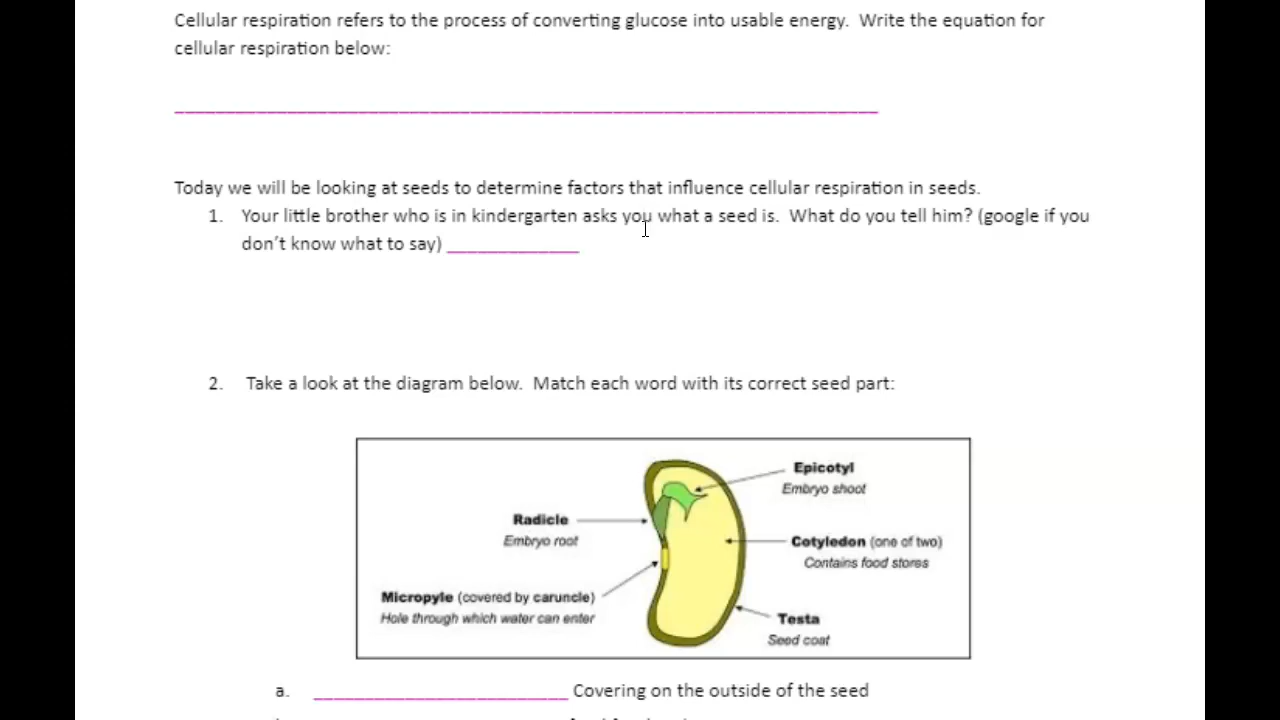 Cellular respiration refers to the process of converting glucose into usable energy.  Write the equation for
cellular respiration below:
Today we will be looking at seeds to determine factors that influence cellular respiration in seeds.
1. Your little brother who is in kindergarten asks you what a seed is.  What do you tell him? (google if you
don't know what to say) _____________
2. Take a look at the diagram below.  Match each word with its correct seed part:
Epicotyl
Embryo shoot
Radicle
Embryo root
Cotyledon (one of two)
Contains food stores
Micropyle (covered by caruncle)
Hole through which water can enter
Testa
Seed coat
a. _________________________ Covering on the outside of the seed